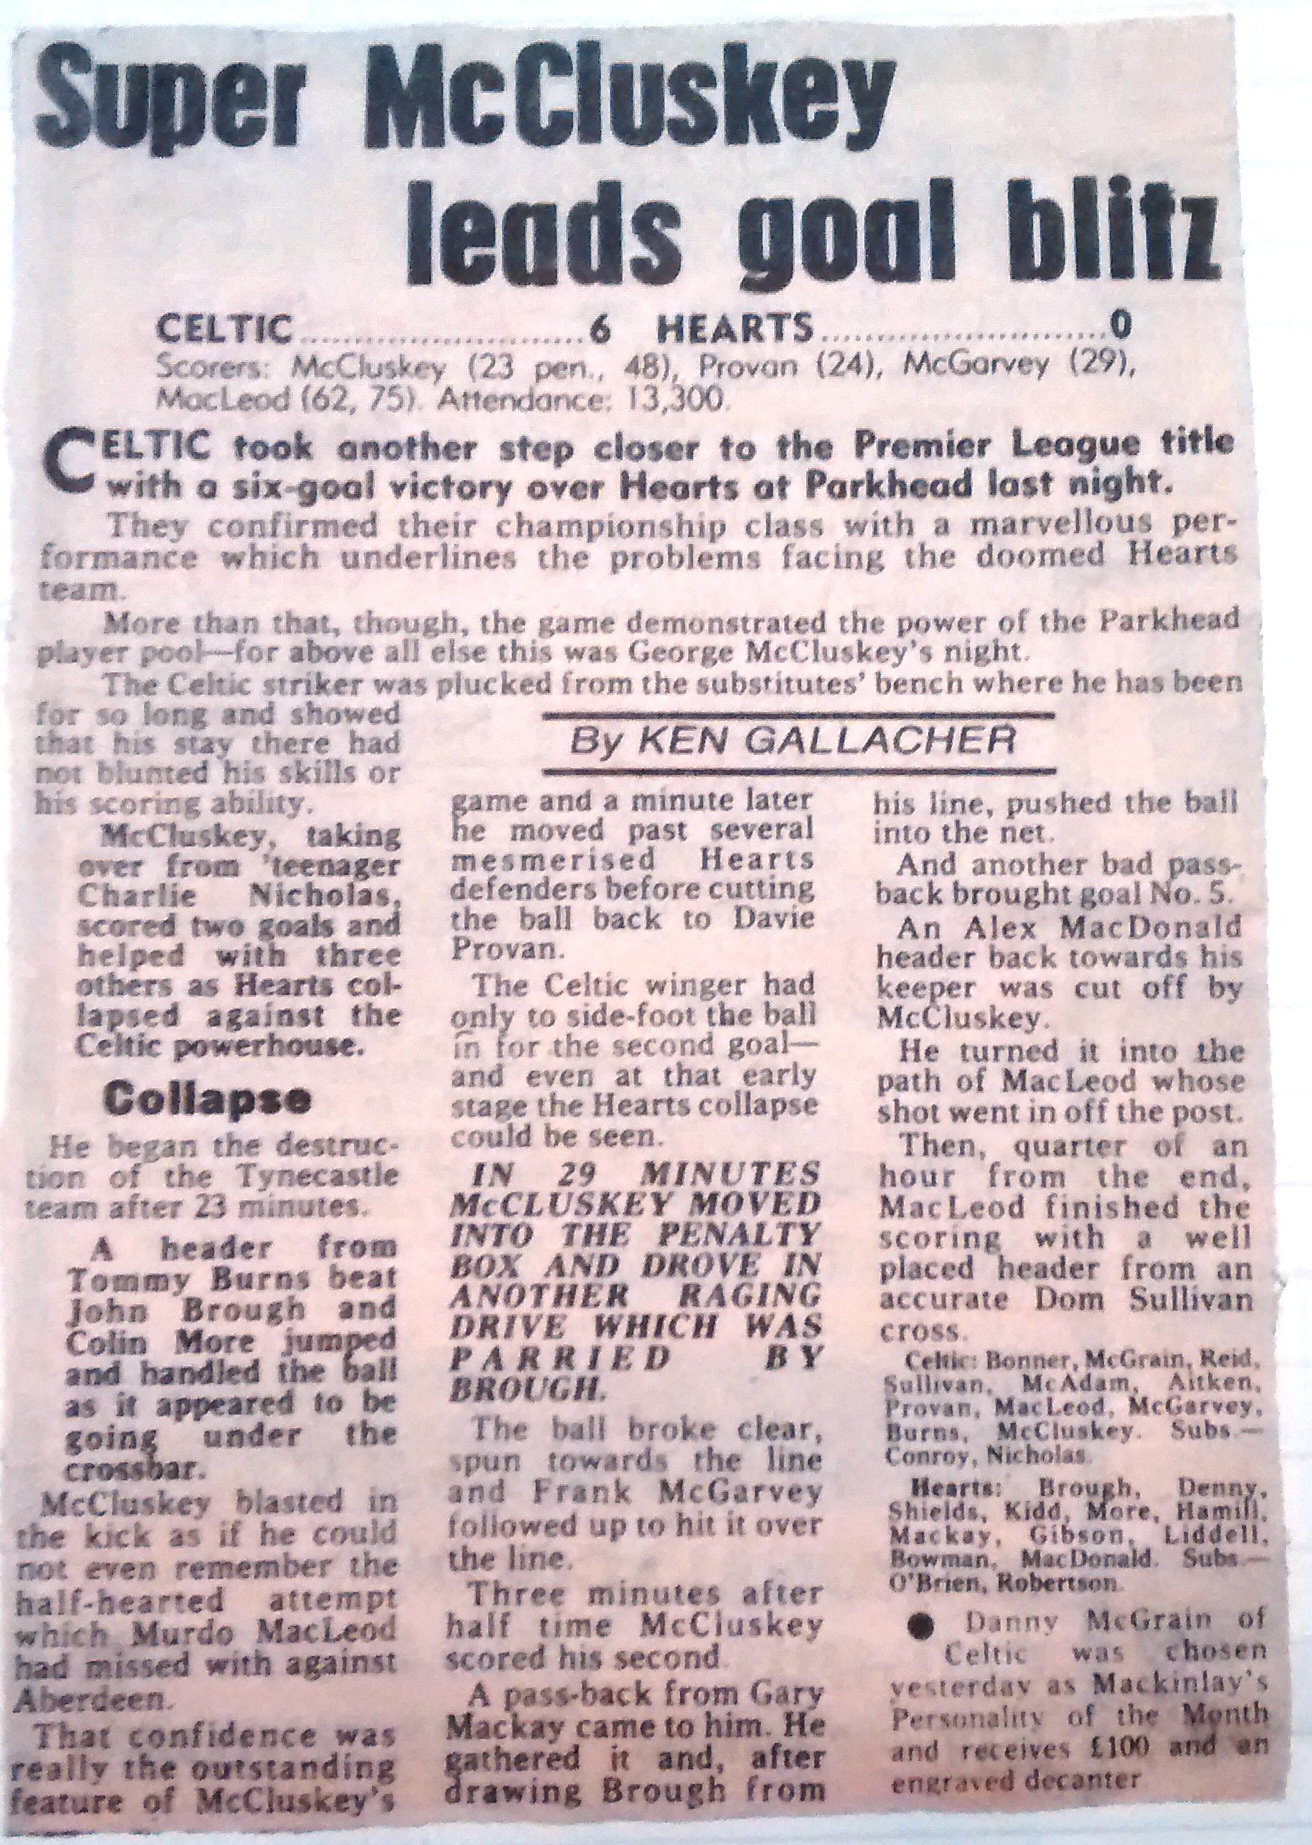 Super McCluskey
leads goal blitz
CELTIC..............................6 HEARTS..............................0
Scorers: McCluskey (23 pen., 48), Provan (24), McGarvey (29),
MacLeod (62, 75). Attendance: 13,300.
CELTIC took another step closer to the Premier League title
with a six-goal victory over Hearts at Parkhead last night.
They confirmed their championship class with a marvellous per-
formance which underlines the problems facing the doomed Hearts
team.
More than that, though, the game demonstrated the power of the Parkhead
player pool—for above all else this was George McCluskey's night.
The Celtic striker was plucked from the substitutes' bench where he has been
for so long and showed
that his stay there had
not blunted his skills or
his scoring ability.
McCluskey, taking
over from 'teenager
Charlie Nicholas,
scored two goals and
helped with three
others as Hearts col-
lapsed against the
Celtic powerhouse.
Collapse
He began the destruc-
tion of the Tynecastle
team after 23 minutes.
A header from
Tommy Burns beat
John Brough and
Colin More jumped
and handled the ball
as it appeared to be
going under the
crossbar.
McCluskey blasted in
the kick as if he could
not even remember the
half-hearted attempt
which Murdo MacLeod
had missed with against
Aberdeen.
That confidence was
really the outstanding
feature of McCluskey's
By KEN GALLACHER
game and a minute later
he moved past several
mesmerised Hearts
defenders before cutting
the ball back to Davie
Provan.
The Celtic winger had
only to side-foot the ball
in for the second goal—
and even at that early
stage the Hearts collapse
could be seen.
IN 29 MINUTES
McCLUSKEY MOVED
INTO THE PENALTY
BOX AND DROVE IN
ANOTHER RAGING
DRIVE WHICH WAS
PARRIED BY
BROUGH.
The ball broke clear,
spun towards the line
and Frank McGarvey
followed up to hit it over
the line.
Three minutes after
half time McCluskey
scored his second.
A pass-back from Gary
Mackay came to him. He
gathered it and, after
drawing Brough from
his line, pushed the ball
into the net.
And another bad pass-
back brought goal No. 5.
An Alex MacDonald
header back towards his
keeper was cut off by
McCluskey.
He turned it into the
path of MacLeod whose
shot went in off the post.
Then, quarter of an
hour from the end,
MacLeod finished the
scoring with a well
placed header from an
accurate Dom Sullivan
cross.
Celtic: Bonner, McGrain, Reid,
Sullivan, McAdam, Aitken,
Provan, MacLeod, McGarvey,
Burns, McCluskey. Subs.—
Conroy, Nicholas.
Hearts: Brough, Denny,
Shields, Kidd, More, Hamill,
Mackay, Gibson, Liddell,
Bowman, MacDonald. Subs.—
O'Brien, Robertson.
● Danny McGrain of
Celtic was chosen
yesterday as Mackinlay's
Personality of the Month
and receives £100 and an
engraved decanter